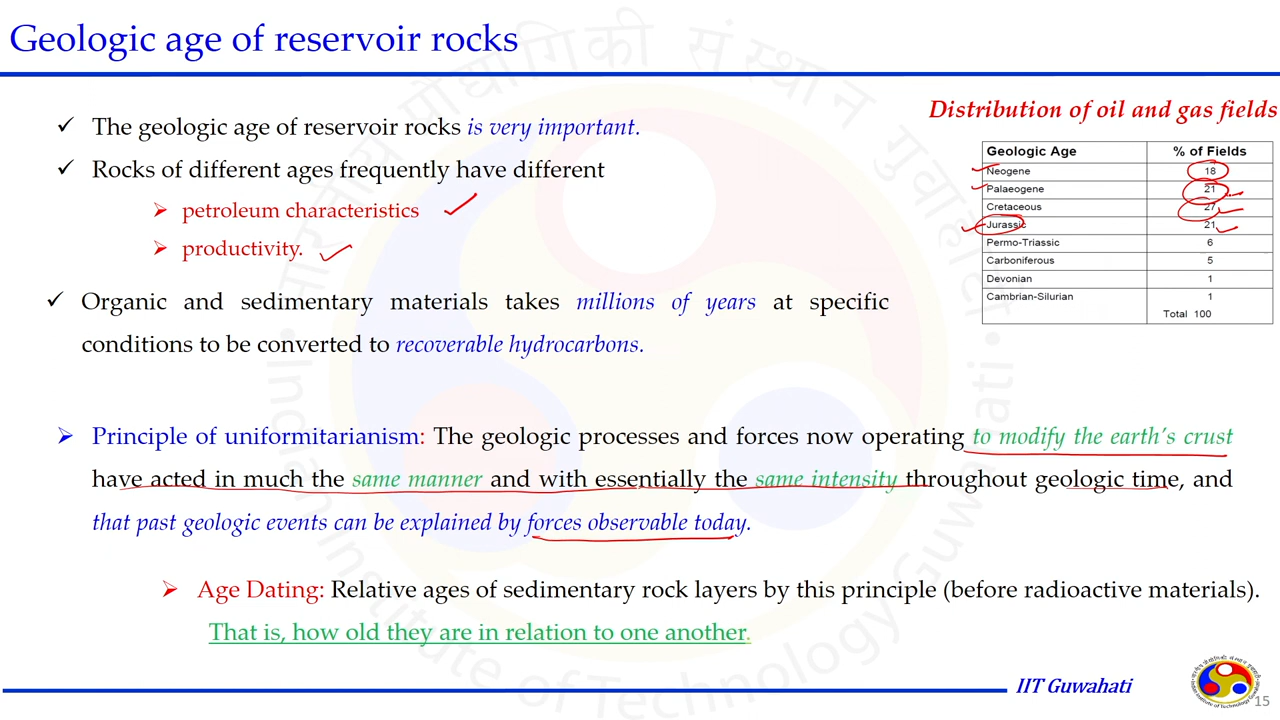 Geologic age of reservoir rocks
✓ The geologic age of reservoir rocks is very important.
✓ Rocks of different ages frequently have different
➢ petroleum characteristics
➢ productivity.
✓ Organic and sedimentary materials takes millions of years at specific
conditions to be converted to recoverable hydrocarbons.
Distribution of oil and gas fields
Geologic Age % of Fields
Neogene 18
Palaeogene 21
Cretaceous 27
Jurassic 21
Permo-Triassic 6
Carboniferous 5
Devonian 1
Cambrian-Silurian 1
Total 100
➢ Principle of uniformitarianism: The geologic processes and forces now operating to modify the earth's crust
have acted in much the same manner and with essentially the same intensity throughout geologic time, and
that past geologic events can be explained by forces observable today.
➢ Age Dating: Relative ages of sedimentary rock layers by this principle (before radioactive materials).
That is, how old they are in relation to one another.
IIT Guwahati
15